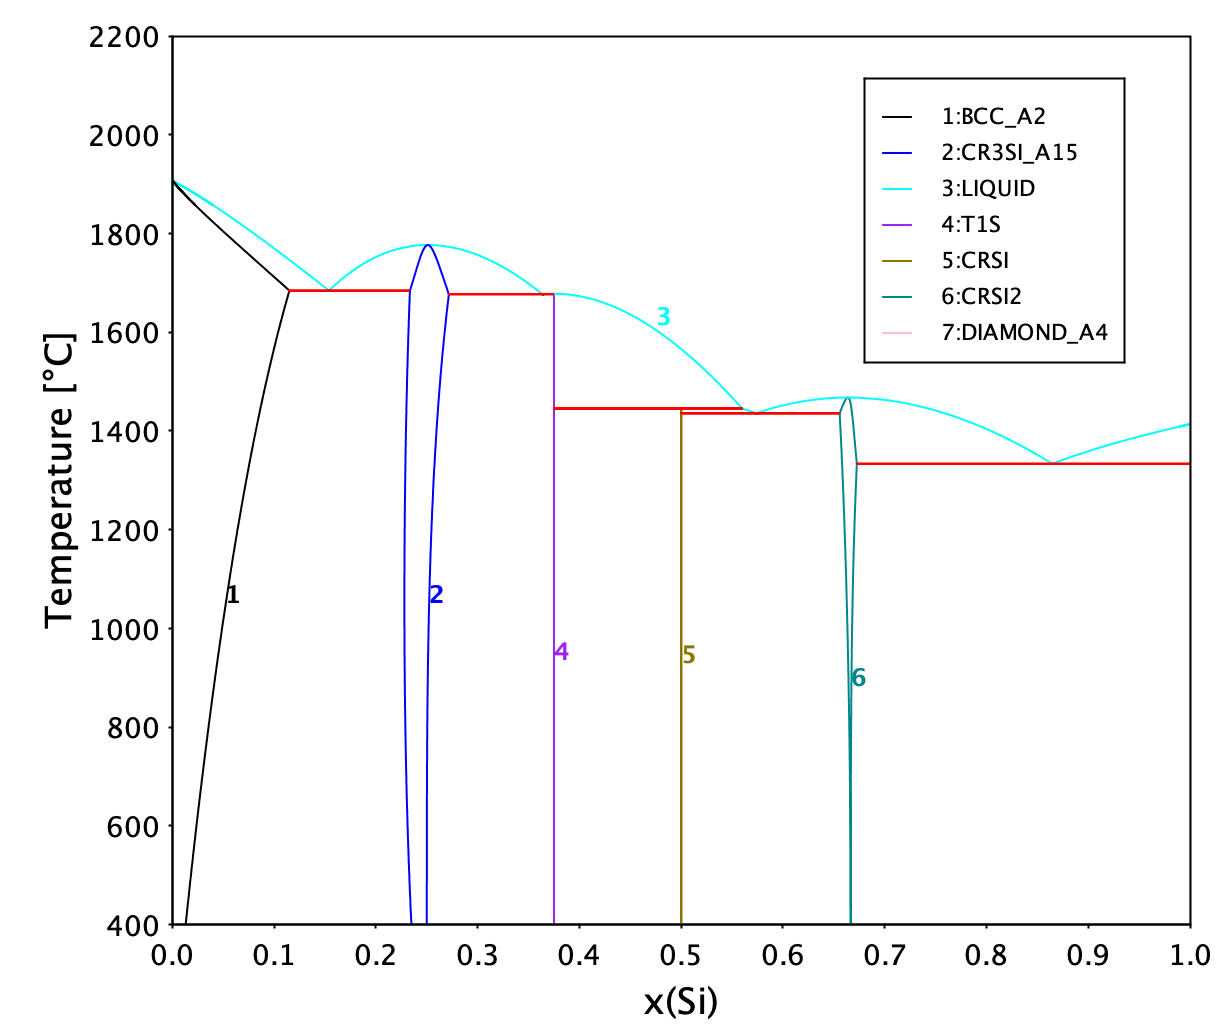 2200
2000
1800
1600
1400
1200
1000
800
600
400
Temperature [°C]
0.0 0.1 0.2 0.3 0.4 0.5 0.6 0.7 0.8 0.9 1.0
x(Si)
1:BCC_A2
2:CR3SI_A15
3:LIQUID
4:T1S
5:CRSI
6:CRSI2
7:DIAMOND_A4
3
1
2
4
5
6